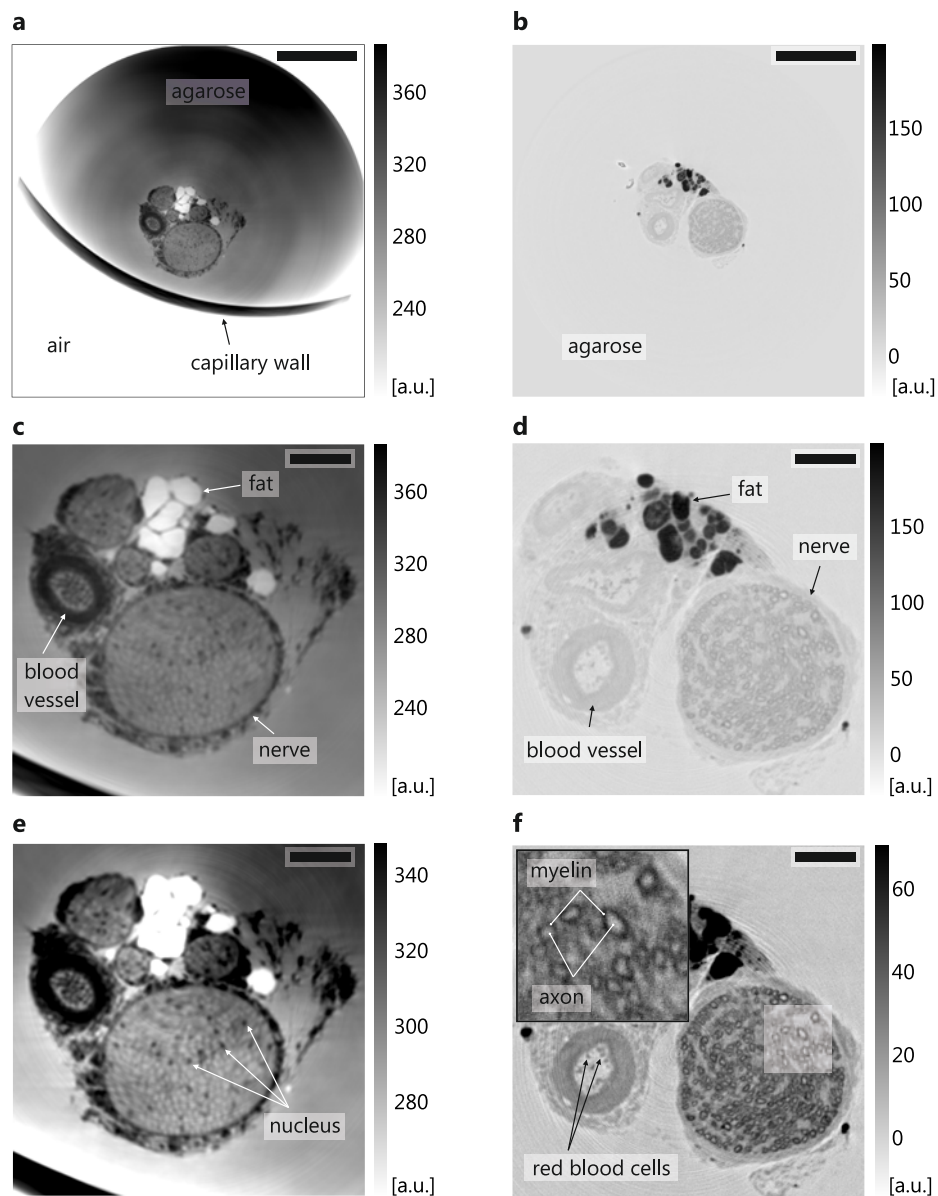 a
agarose
air
capillary wall
360
320
280
240
[a.u.]
b
agarose
150
100
50
0
[a.u.]
c
fat
blood
vessel
nerve
360
320
280
240
[a.u.]
d
fat
nerve
blood vessel
150
100
50
0
[a.u.]
e
nucleus
340
320
300
280
[a.u.]
f
myelin
axon
red blood cells
60
40
20
0
[a.u.]